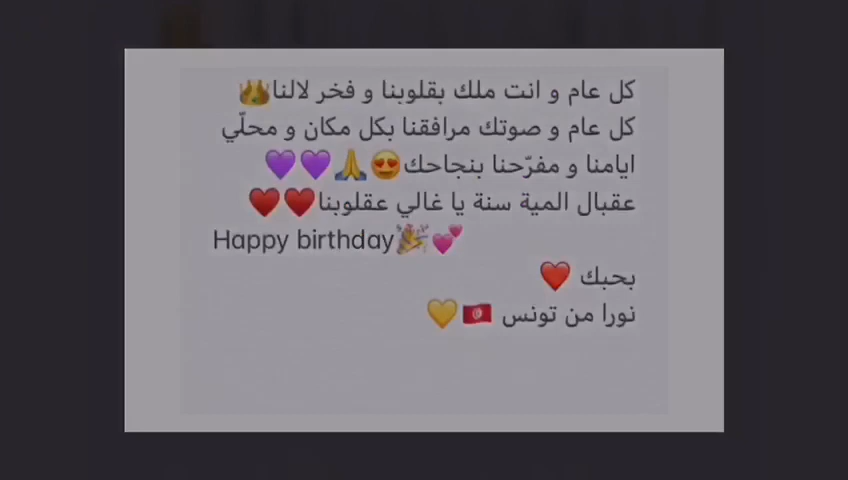 كل عام و انت ملك بقلوبنا و فخر لالنا👑
كل عام و صوتك مرافقنا بكل مكان و محلّي
ايامنا و مفرّحنا بنجاحك😍🙏💜💜
عقبال المية سنة يا غالي عقلوبنا❤️❤️
Happy birthday🎉💕
بحبك ❤️
نورا من تونس 🇹🇳💛